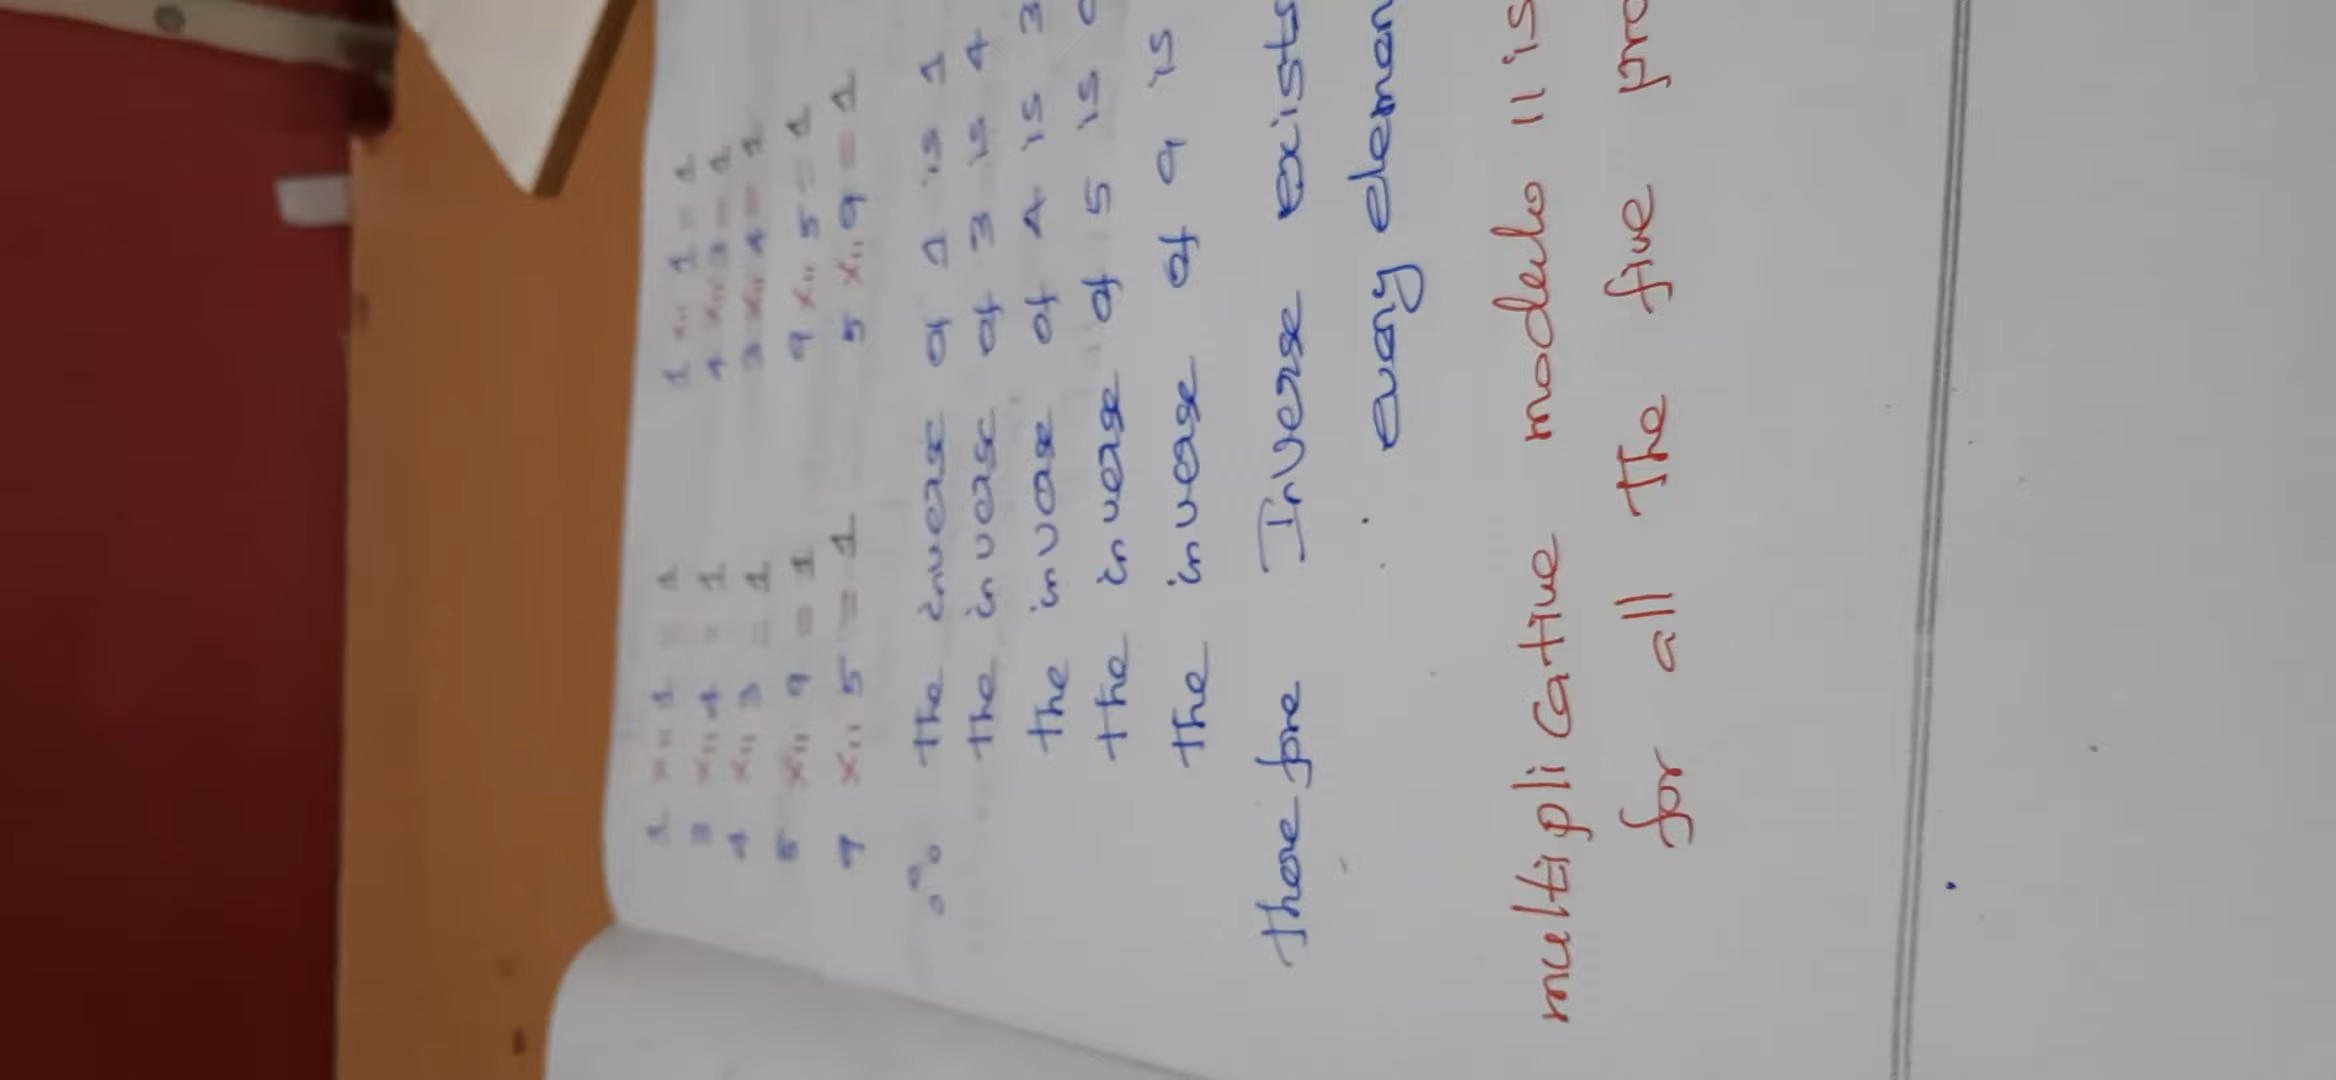 1 ×₁₁ 1 = 1 1 ×₁₁ 1 = 1
3 ×₁₁ 4 = 1 4 ×₁₁ 3 = 1
4 ×₁₁ 3 = 1 3 ×₁₁ 4 = 1
5 ×₁₁ 9 = 1 9 ×₁₁ 5 = 1
9 ×₁₁ 5 = 1 5 ×₁₁ 9 = 1
∴ the inverse of 1 is 1
the inverse of 3 is 4
the inverse of 4 is 3
the inverse of 5 is
the inverse of 9 is
therefore Inverse exists
every elemen
multiplicative modulo 11 is
for all The five pro